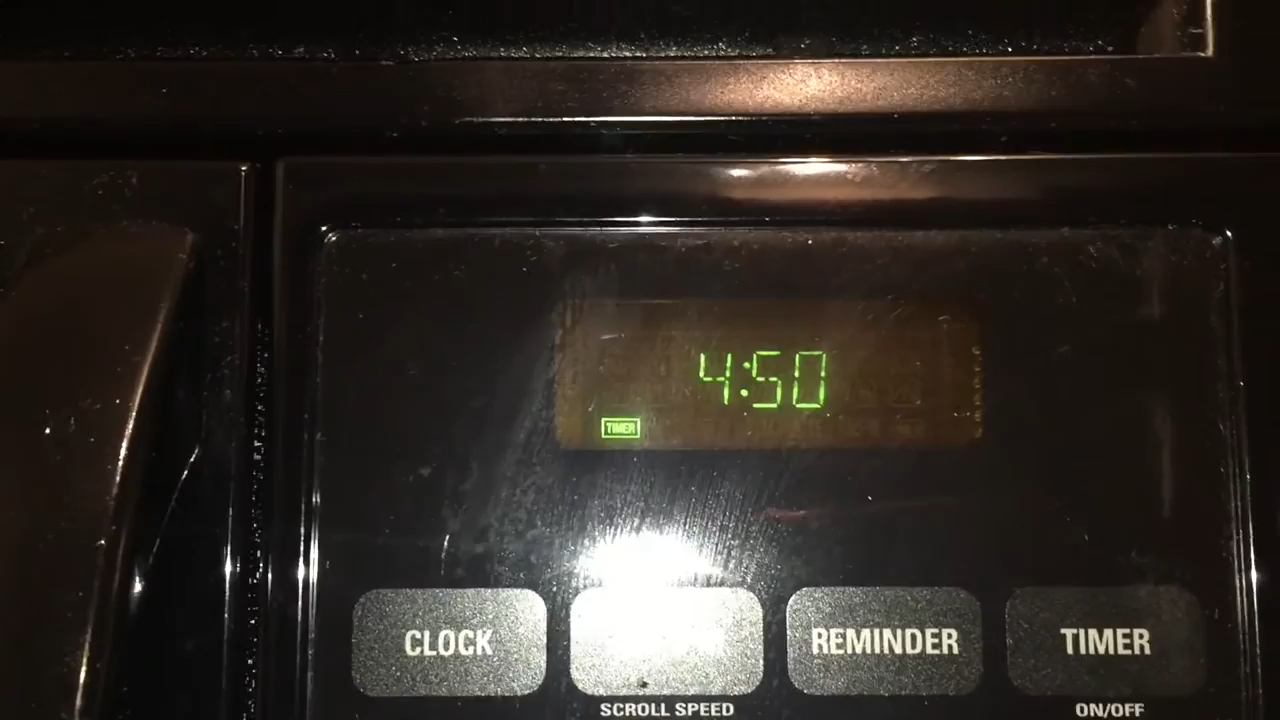 4:50
TIMER
CLOCK
REMINDER
TIMER
SCROLL SPEED
ON/OFF